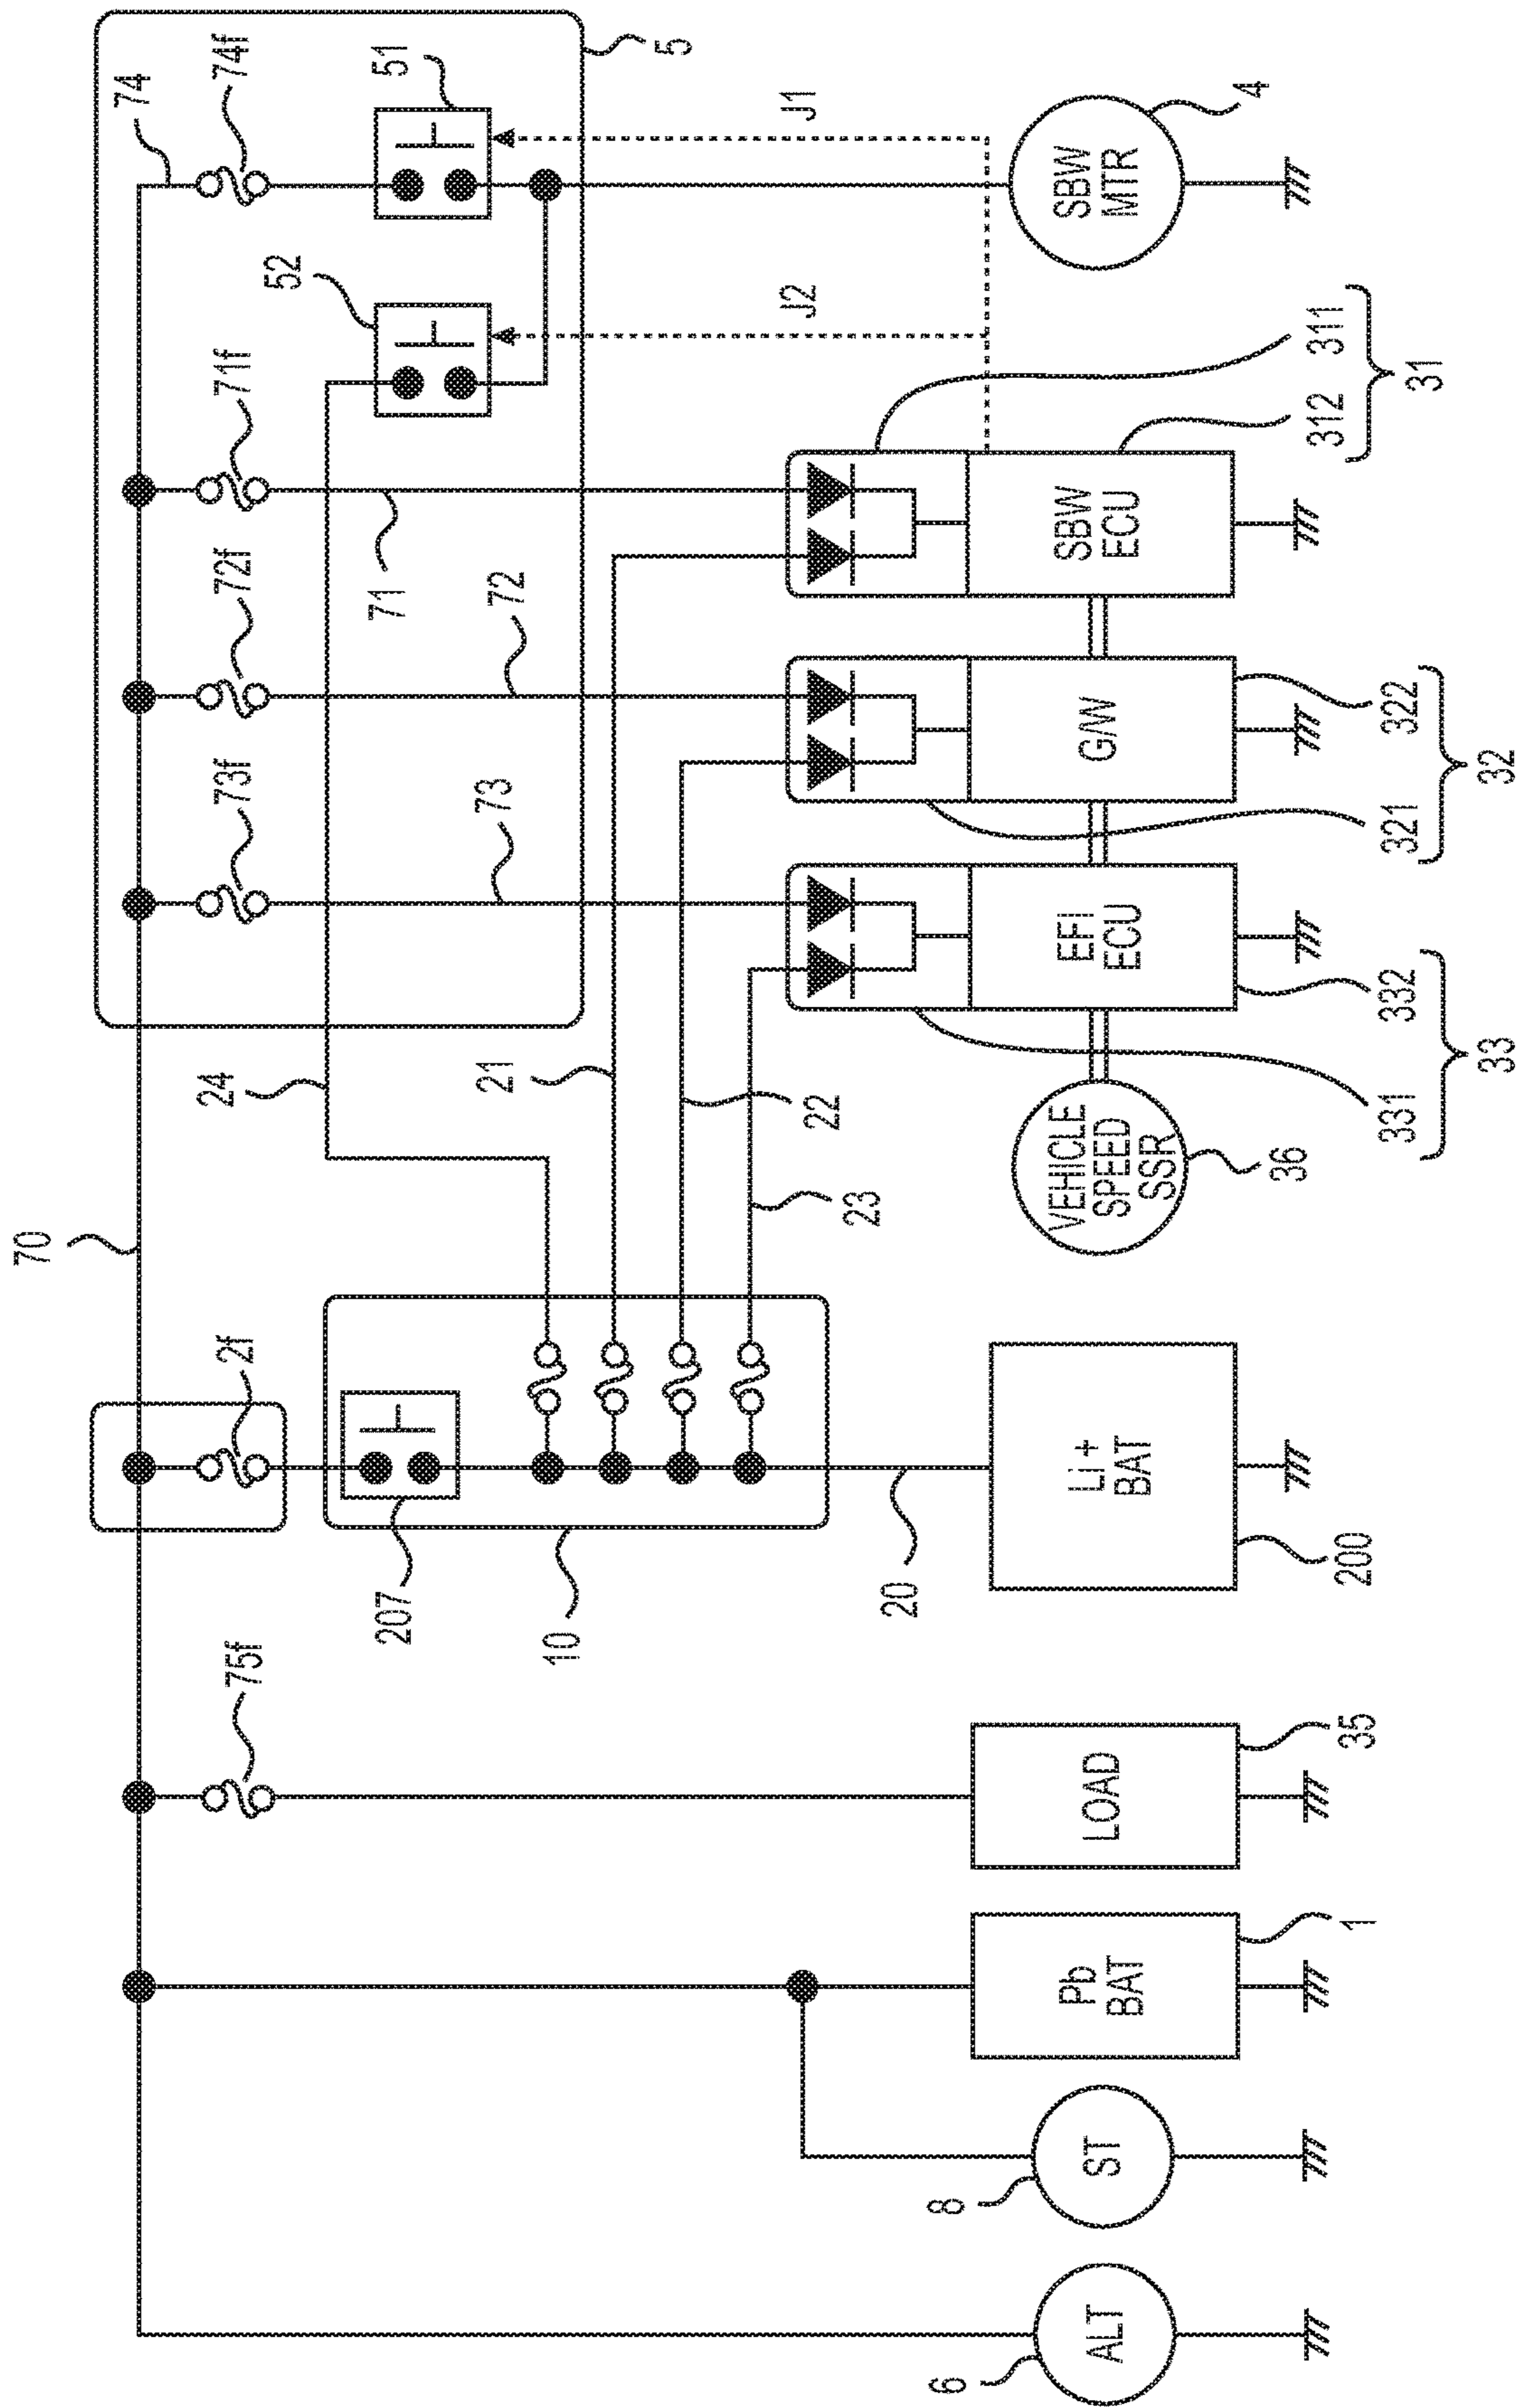 70
74
74f
71f
72f
73f
2f
75f
51
52
5
71
72
73
24
21
22
23
207
10
20
J1
J2
SBW
MTR
4
SBW
ECU
311
312
31
G/W
322
321
32
EFI
ECU
332
331
33
VEHICLE
SPEED
SSR
36
Li+
BAT
200
LOAD
35
Pb
BAT
1
ST
8
ALT
6